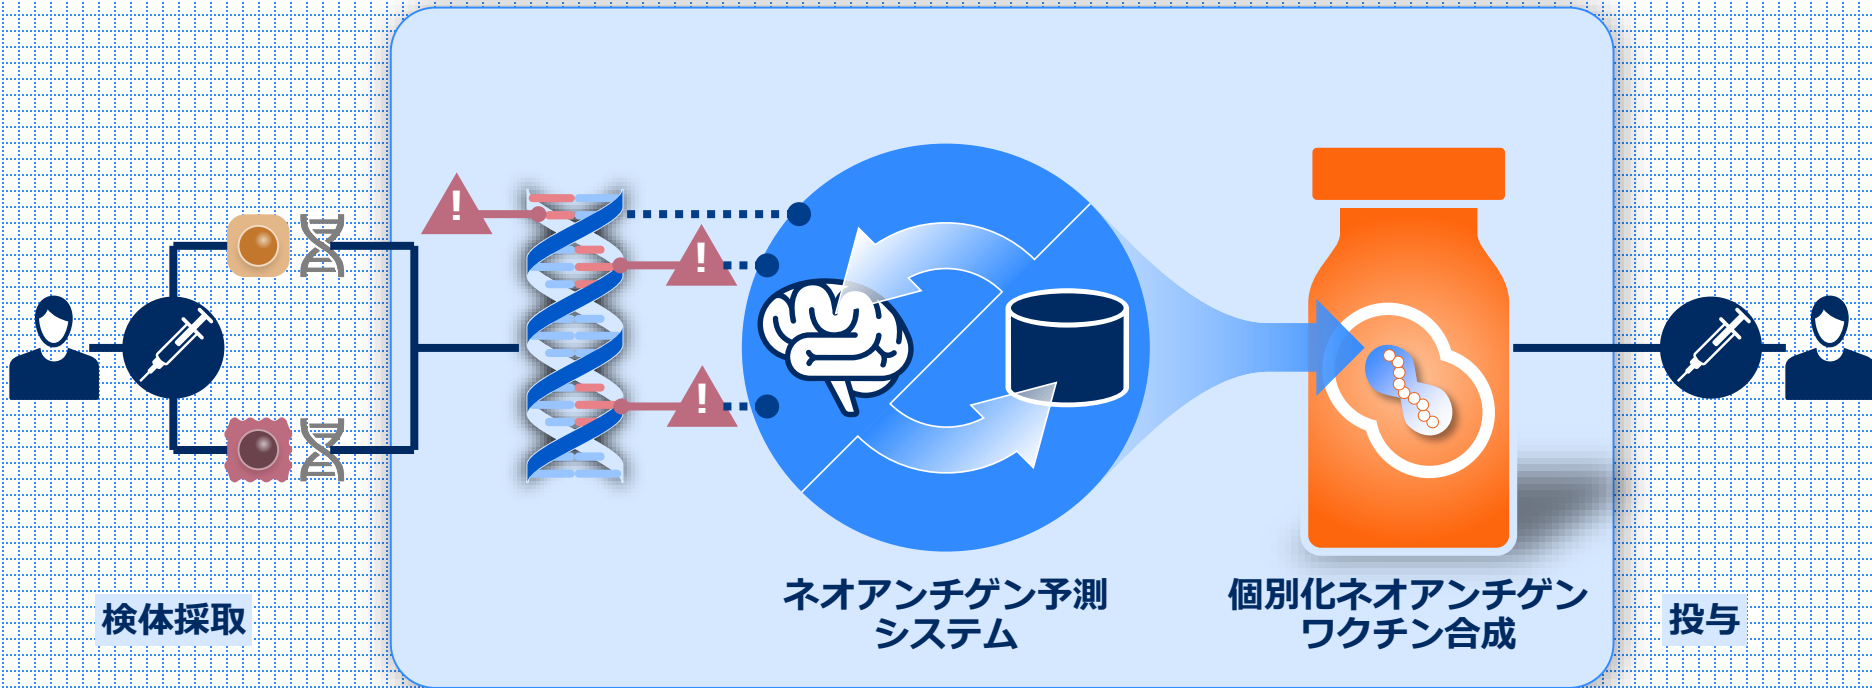 !
!
!
検体採取
ネオアンチゲン予測
システム
個別化ネオアンチゲン
ワクチン合成
投与